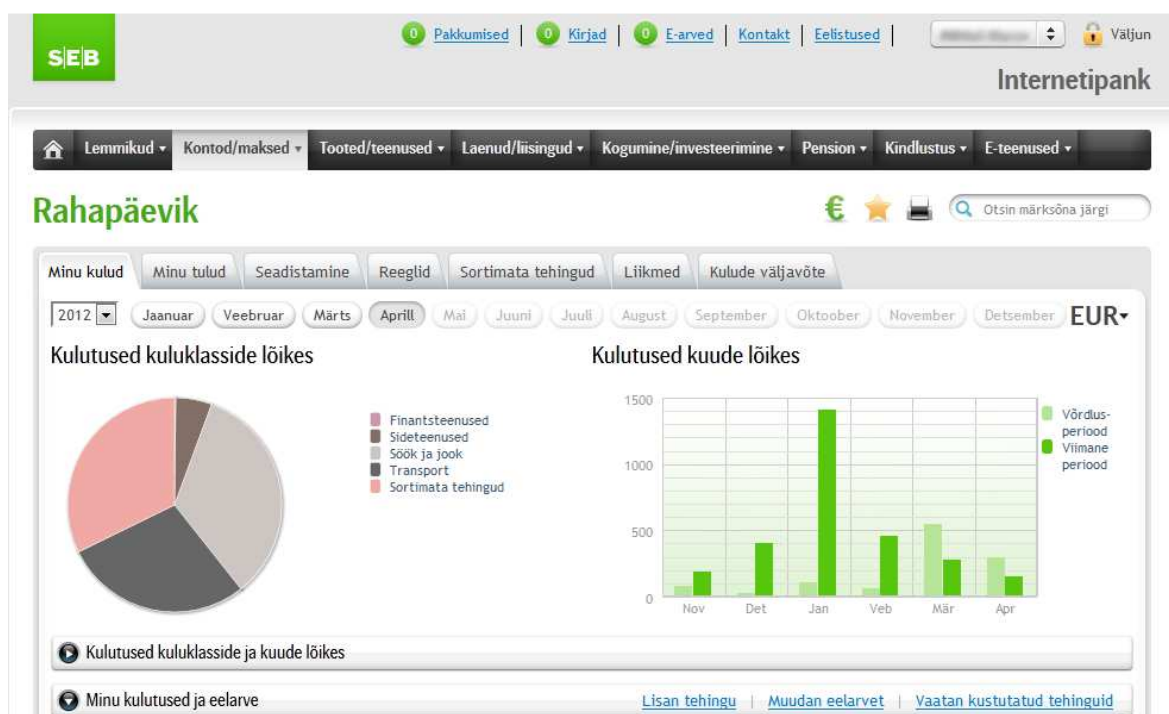 S|E|B
0 Pakkumised | 0 Kirjad | 0 E-arved | Kontakt | Eelistused |
Väljun
Internetipank
Lemmikud Kontod/maksed Tooted/teenused Laenud/liisingud Kogumine/investeerimine Pension Kindlustus E-teenused
Rahapäevik
€
Otsin märksõna järgi
Minu kulud Minu tulud Seadistamine Reeglid Sortimata tehingud Liikmed Kulude väljavõte
2012 Jaanuar Veebruar Märts Aprill Mai Juuni Juuli August September Oktoober November Detsember EUR
Kulutused kuluklasside lõikes
Finantsteenused
Sideteenused
Söök ja jook
Transport
Sortimata tehingud
Kulutused kuude lõikes
1500
1000
500
0
Nov Det Jan Veb Mär Apr
Võrdlus-
periood
Viimane
periood
Kulutused kuluklasside ja kuude lõikes
Minu kulutused ja eelarve
Lisan tehingu | Muudan eelarvet | Vaatan kustutatud tehinguid